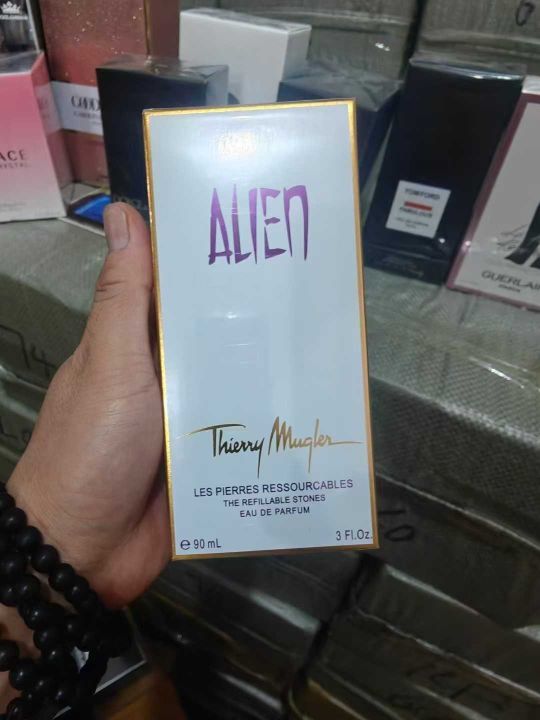 ALIEN
Thierry Mugler
LES PIERRES RESSOURCABLES
THE REFILLABLE STONES
EAU DE PARFUM
e 90 mL
3 Fl.Oz.
TOM FORD
FABULOUS
GUERLAIN